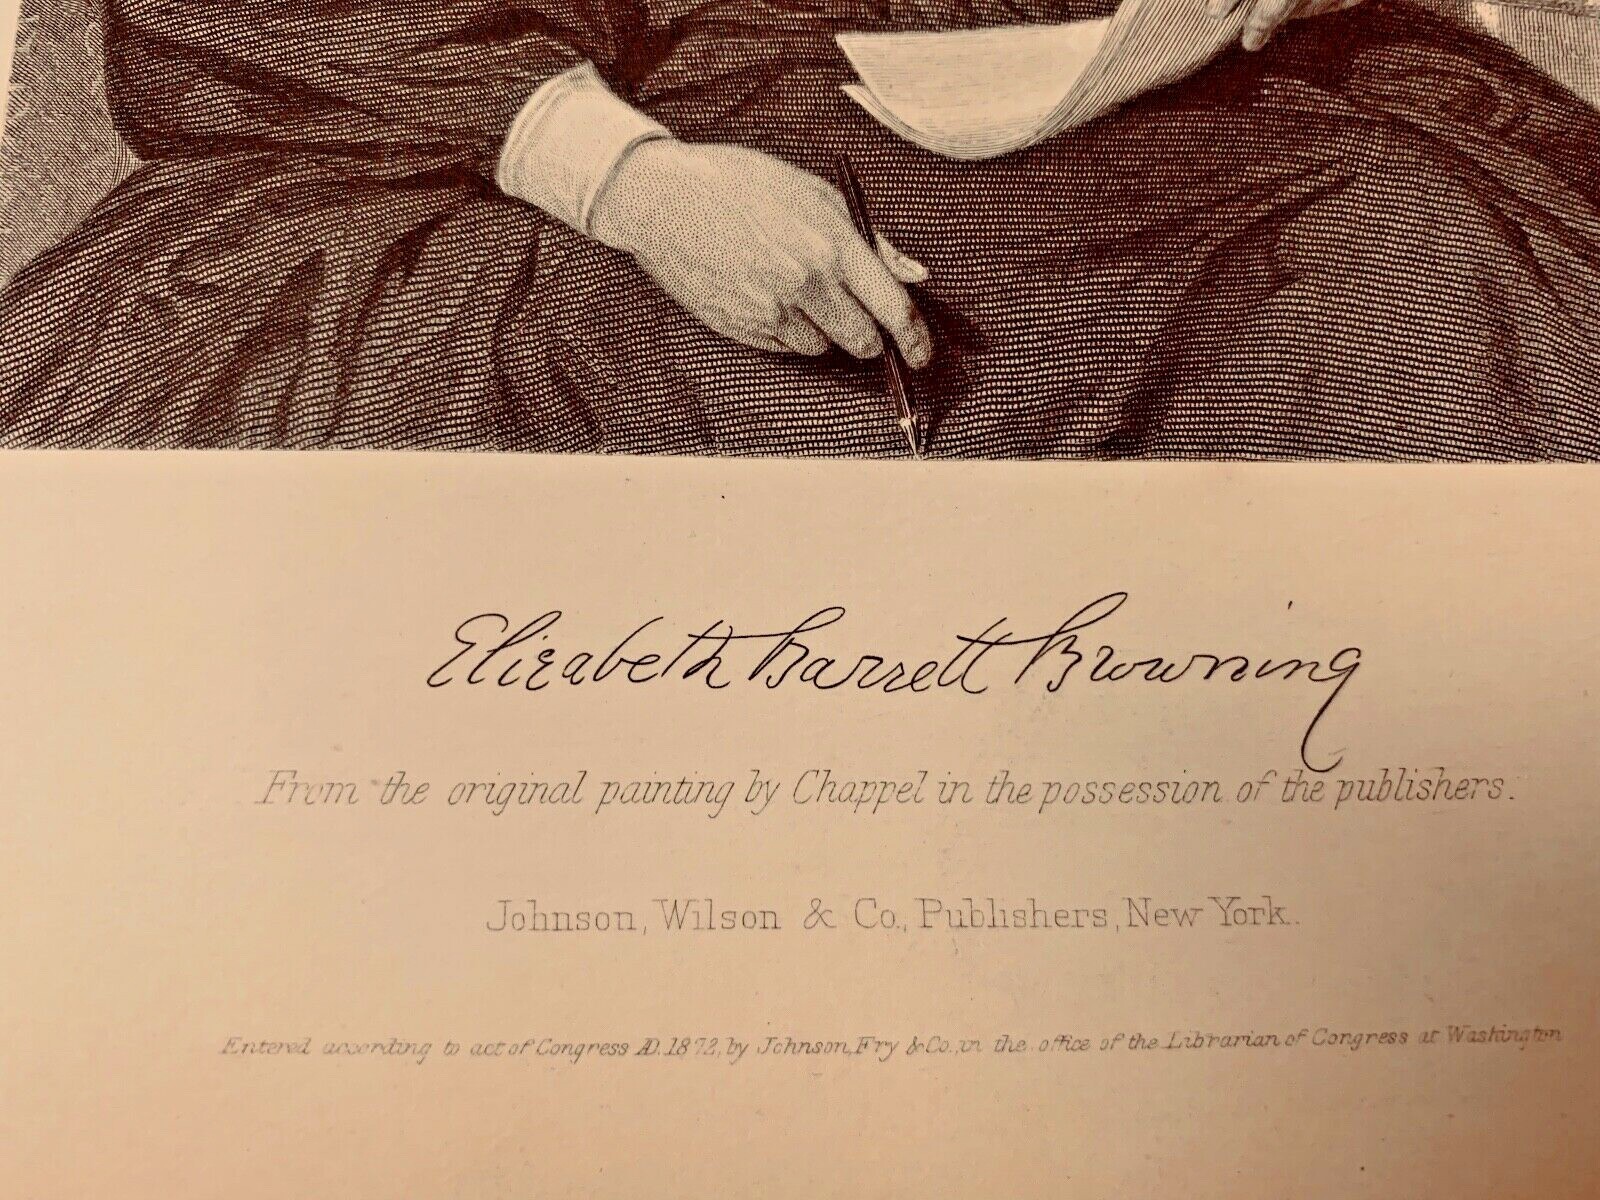 Elizabeth Barrett Browning
From the original painting by Chappel in the possession of the publishers.
Johnson, Wilson & Co., Publishers, New York.
Entered according to act of Congress AD. 1872, by Johnson, Fry & Co., in the office of the Librarian of Congress at Washington